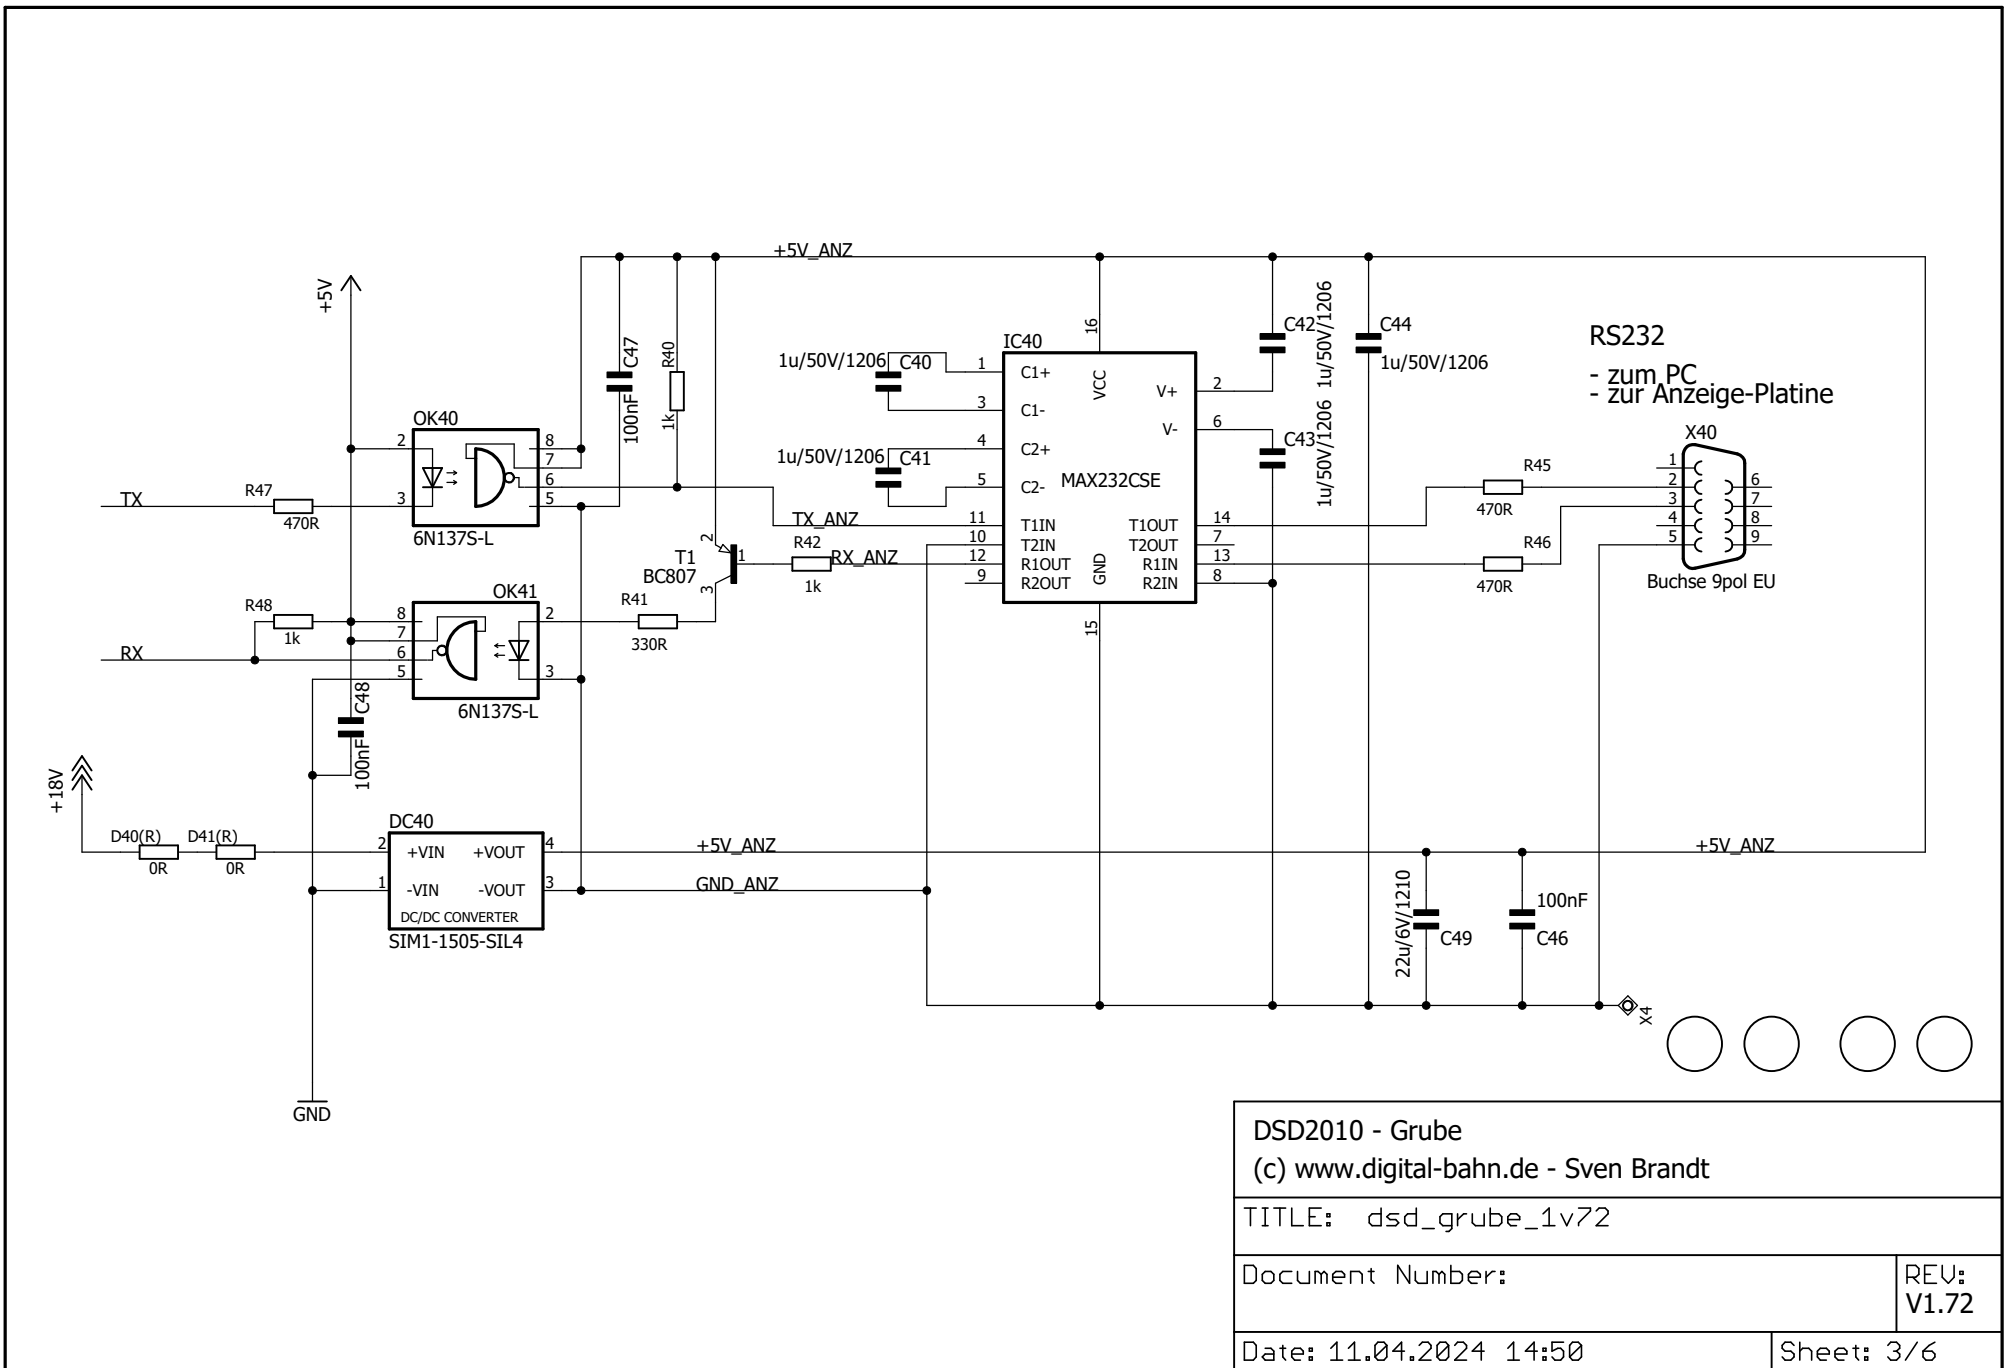 +5V_ANZ
+5V
C47
100nF
R40
1k
OK40
2
3
8
7
6
5
6N137S-L
TX
R47
470R
T1
BC807
2
1
3
R42
1k
TX_ANZ
RX_ANZ
1u/50V/1206
C40
1u/50V/1206
C41
IC40
1
3
4
5
11
10
12
9
C1+
C1-
C2+
C2-
T1IN
T2IN
R1OUT
R2OUT
16
VCC
MAX232CSE
GND
15
V+
V-
T1OUT
T2OUT
R1IN
R2IN
2
6
14
7
13
8
C42
1u/50V/1206
C43
1u/50V/1206
C44
1u/50V/1206
RS232
- zum PC
- zur Anzeige-Platine
X40
1
2
3
4
5
6
7
8
9
Buchse 9pol EU
R45
470R
R46
470R
OK41
8
7
6
5
2
3
6N137S-L
R48
1k
RX
R41
330R
C48
100nF
+18V
D40(R)
0R
D41(R)
0R
DC40
2
1
+VIN
+VOUT
-VIN
-VOUT
DC/DC CONVERTER
4
3
SIM1-1505-SIL4
+5V_ANZ
GND_ANZ
+5V_ANZ
22u/6V/1210
C49
100nF
C46
X4
GND
DSD2010 - Grube
(c) www.digital-bahn.de - Sven Brandt
TITLE: dsd_grube_1v72
Document Number:
REV:
V1.72
Date: 11.04.2024 14:50
Sheet: 3/6